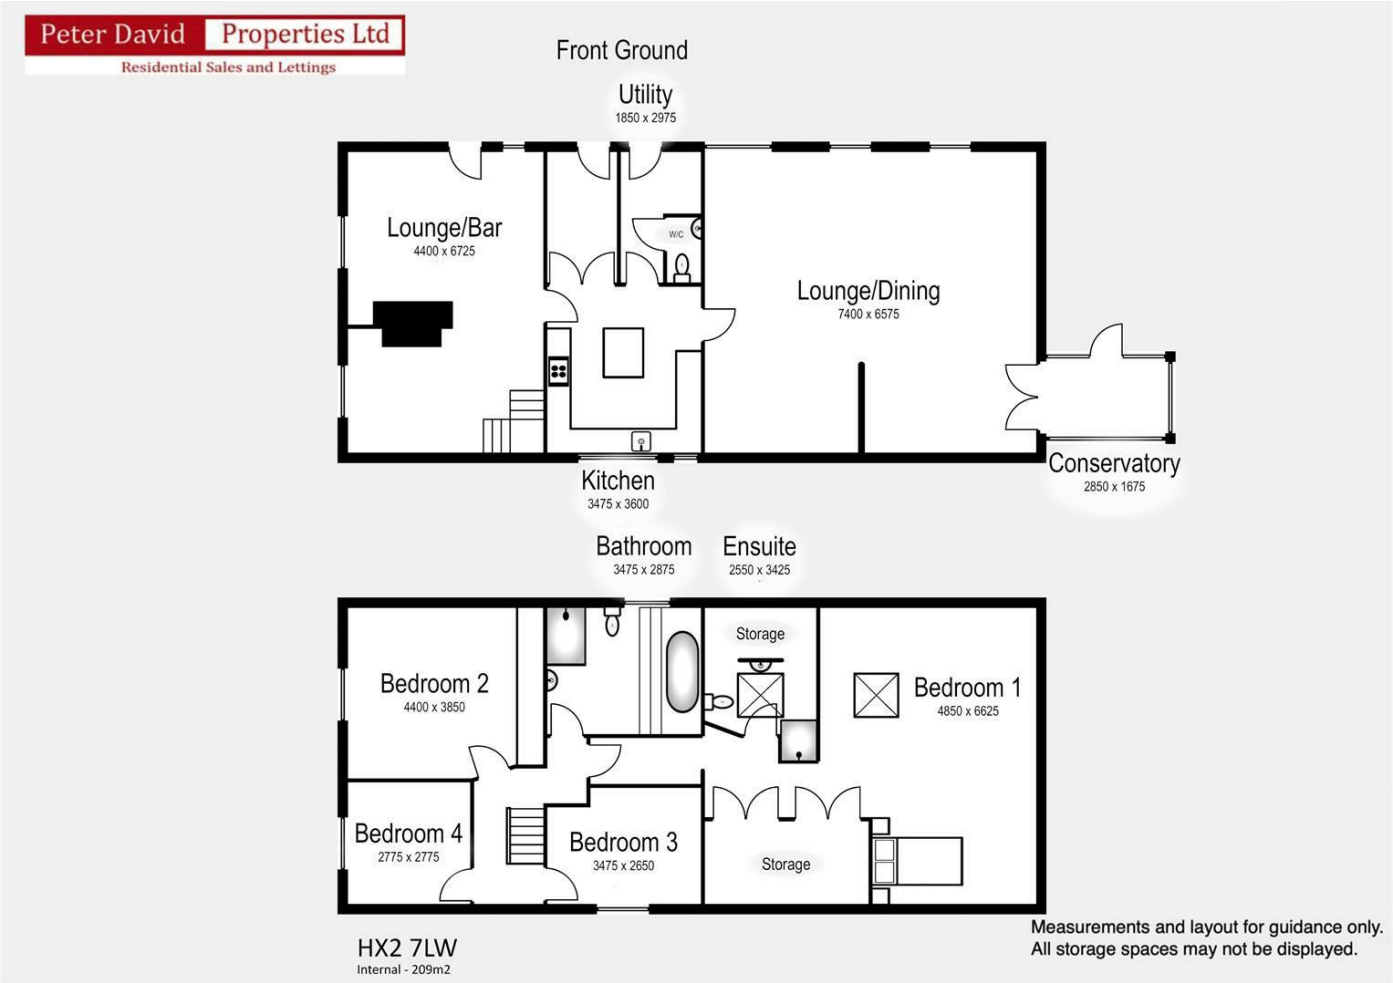 Peter David Properties Ltd
Residential Sales and Lettings
Front Ground
Utility
1850 x 2975
Lounge/Bar
4400 x 6725
W/C
Lounge/Dining
7400 x 6575
Kitchen
3475 x 3600
Conservatory
2850 x 1675
Bathroom
3475 x 2875
Ensuite
2550 x 3425
Storage
Bedroom 2
4400 x 3850
Bedroom 1
4850 x 6625
Bedroom 4
2775 x 2775
Bedroom 3
3475 x 2650
Storage
HX2 7LW
Internal - 209m2
Measurements and layout for guidance only.
All storage spaces may not be displayed.